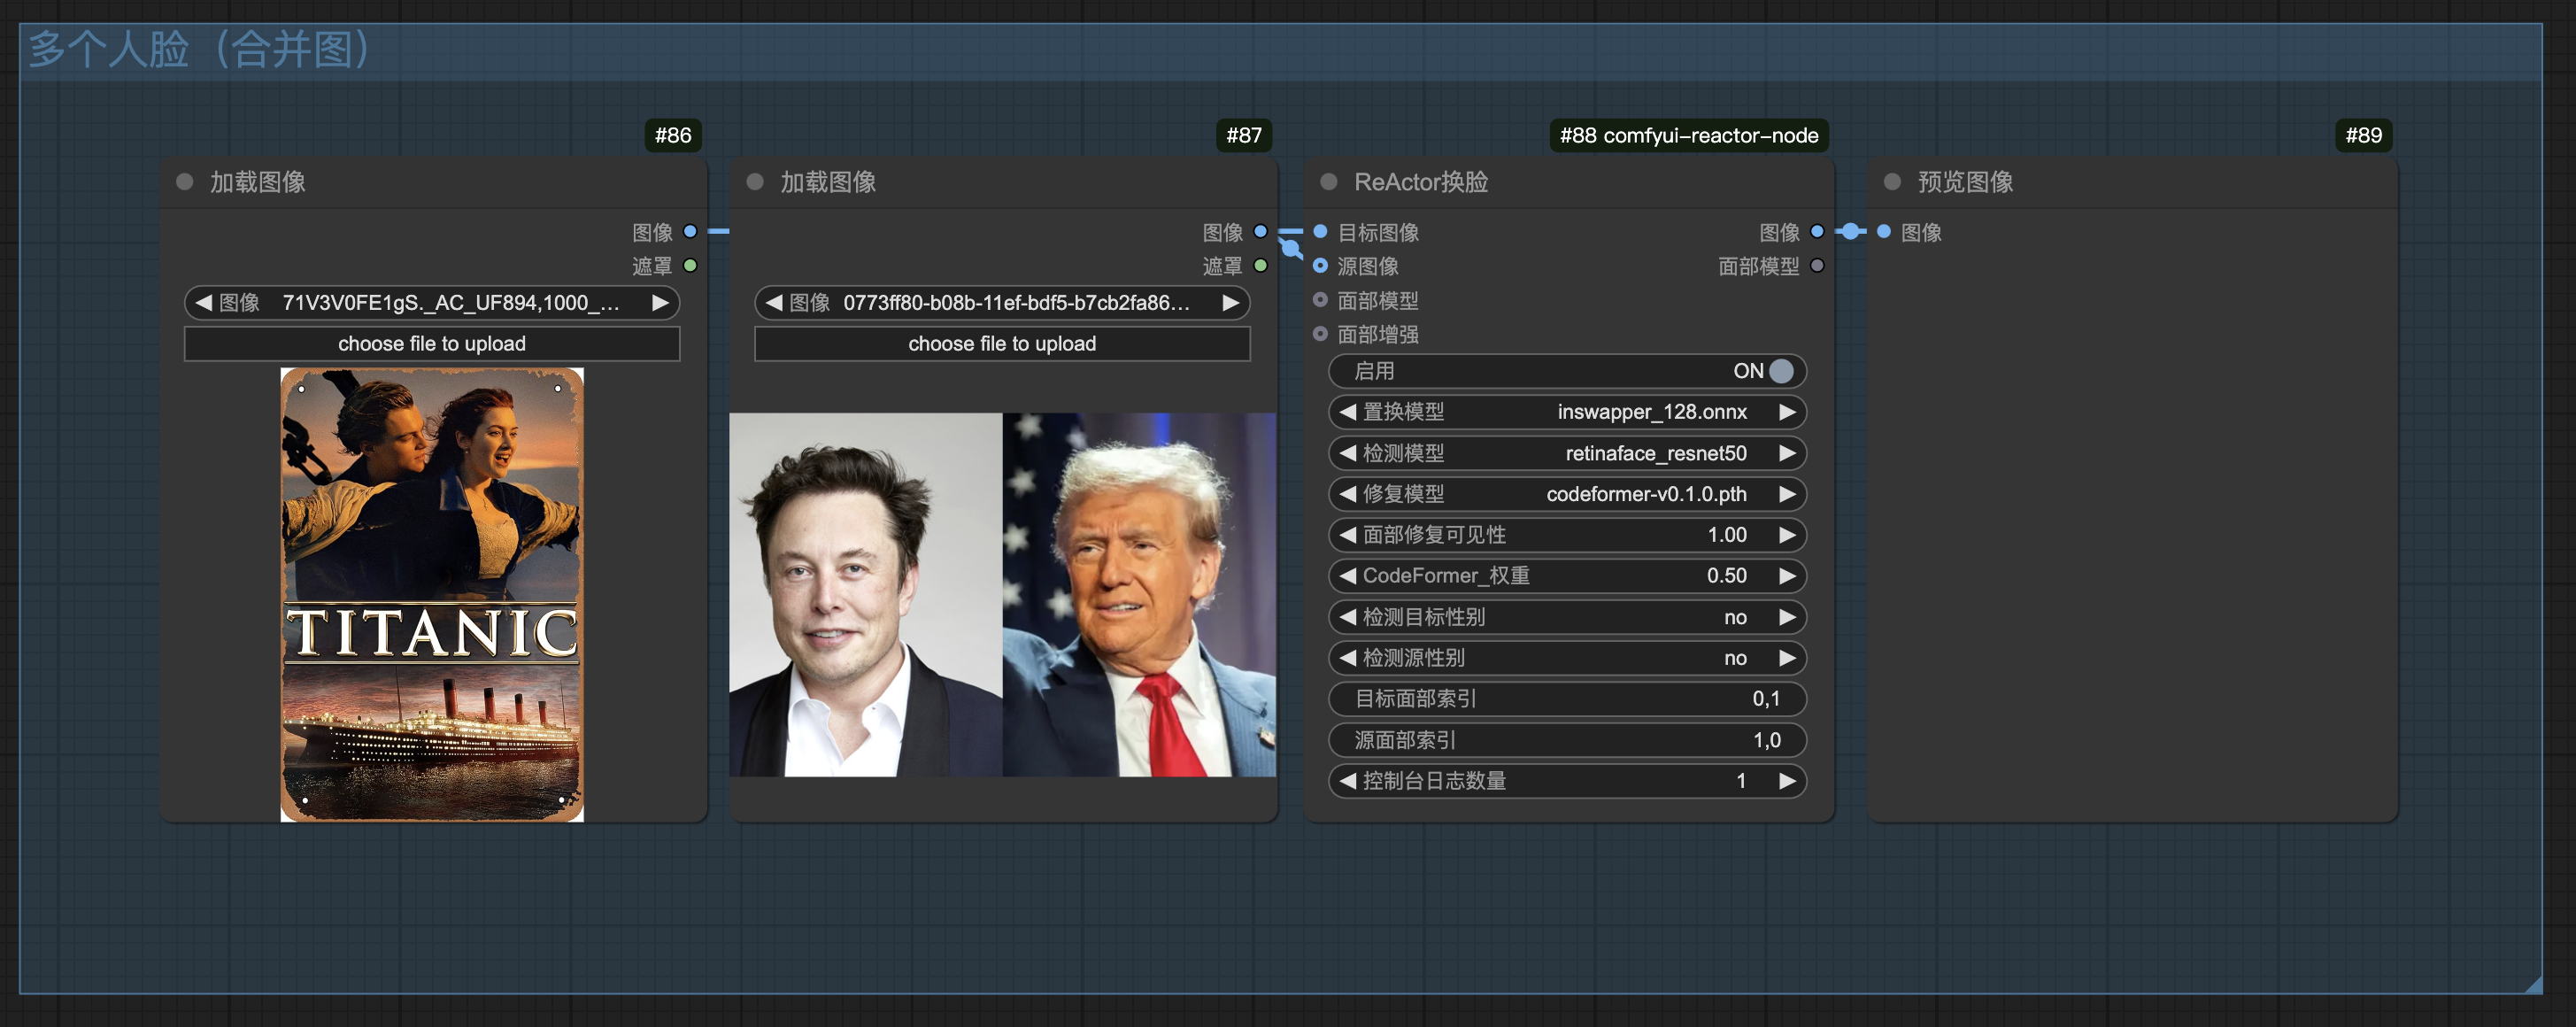 多个人脸（合并图）
#86
加载图像
图像
遮罩
图像 71V3V0FE1gS._AC_UF894,1000_...
choose file to upload
TITANIC
#87
加载图像
图像
遮罩
图像 0773ff80-b08b-11ef-bdf5-b7cb2fa86...
choose file to upload
#88 comfyui-reactor-node
ReActor换脸
目标图像 图像
源图像 面部模型
面部模型
面部增强
启用 ON
置换模型 inswapper_128.onnx
检测模型 retinaface_resnet50
修复模型 codeformer-v0.1.0.pth
面部修复可见性 1.00
CodeFormer_权重 0.50
检测目标性别 no
检测源性别 no
目标面部索引 0,1
源面部索引 1,0
控制台日志数量 1
#89
预览图像
图像